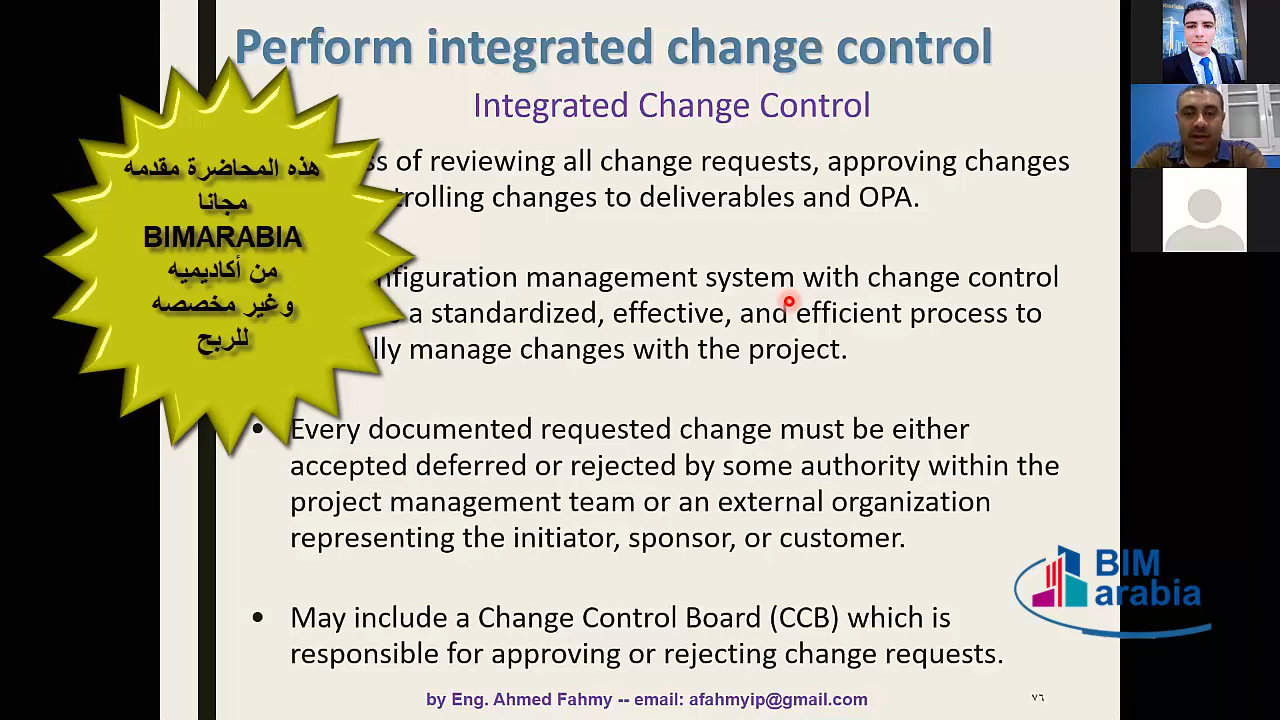 Perform integrated change control
Integrated Change Control
of reviewing all change requests, approving changes
changes to deliverables and OPA.
management system with change control
a standardized, effective, and efficient process to
manage changes with the project.
• Every documented requested change must be either
accepted deferred or rejected by some authority within the
project management team or an external organization
representing the initiator, sponsor, or customer.
• May include a Change Control Board (CCB) which is
responsible for approving or rejecting change requests.
by Eng. Ahmed Fahmy -- email: afahmyip@gmail.com
٧٦
هذه المحاضرة مقدمه
مجانا
BIMARABIA
من أكاديميه
وغير مخصصه
للربح
BIM
arabia